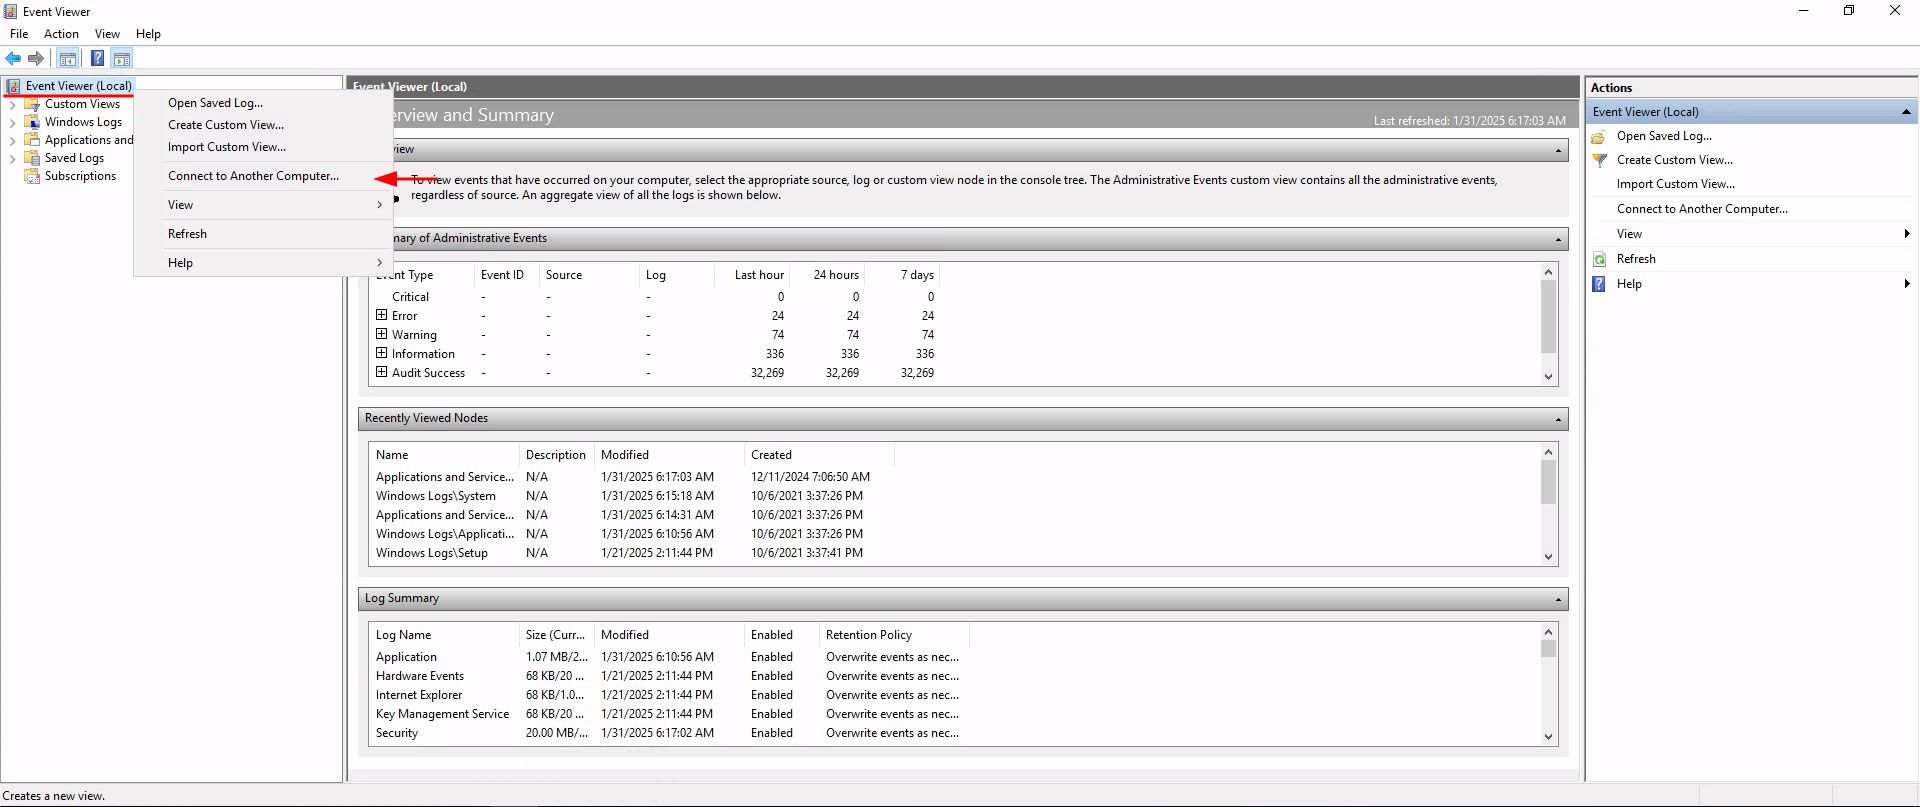 Event Viewer
File Action View Help
Event Viewer (Local)
Custom Views
Windows Logs
Applications and
Saved Logs
Subscriptions
Open Saved Log...
Create Custom View...
Import Custom View...
Connect to Another Computer...
View
Refresh
Help
Event Viewer (Local)
erview and Summary
Last refreshed: 1/31/2025 6:17:03 AM
view
To view events that have occurred on your computer, select the appropriate source, log or custom view node in the console tree. The Administrative Events custom view contains all the administrative events,
regardless of source. An aggregate view of all the logs is shown below.
mary of Administrative Events
Event Type Event ID Source Log Last hour 24 hours 7 days
Critical - - - 0 0 0
Error - - - 24 24 24
Warning - - - 74 74 74
Information - - - 336 336 336
Audit Success - - - 32,269 32,269 32,269
Recently Viewed Nodes
Name Description Modified Created
Applications and Service... N/A 1/31/2025 6:17:03 AM 12/11/2024 7:06:50 AM
Windows Logs\System N/A 1/31/2025 6:15:18 AM 10/6/2021 3:37:26 PM
Applications and Service... N/A 1/31/2025 6:14:31 AM 10/6/2021 3:37:26 PM
Windows Logs\Applicati... N/A 1/31/2025 6:10:56 AM 10/6/2021 3:37:26 PM
Windows Logs\Setup N/A 1/21/2025 2:11:44 PM 10/6/2021 3:37:41 PM
Log Summary
Log Name Size (Curr... Modified Enabled Retention Policy
Application 1.07 MB/2... 1/31/2025 6:10:56 AM Enabled Overwrite events as nec...
Hardware Events 68 KB/20 ... 1/21/2025 2:11:44 PM Enabled Overwrite events as nec...
Internet Explorer 68 KB/1.0... 1/21/2025 2:11:44 PM Enabled Overwrite events as nec...
Key Management Service 68 KB/20 ... 1/21/2025 2:11:44 PM Enabled Overwrite events as nec...
Security 20.00 MB/... 1/31/2025 6:17:02 AM Enabled Overwrite events as nec...
Actions
Event Viewer (Local)
Open Saved Log...
Create Custom View...
Import Custom View...
Connect to Another Computer...
View
Refresh
Help
Creates a new view.